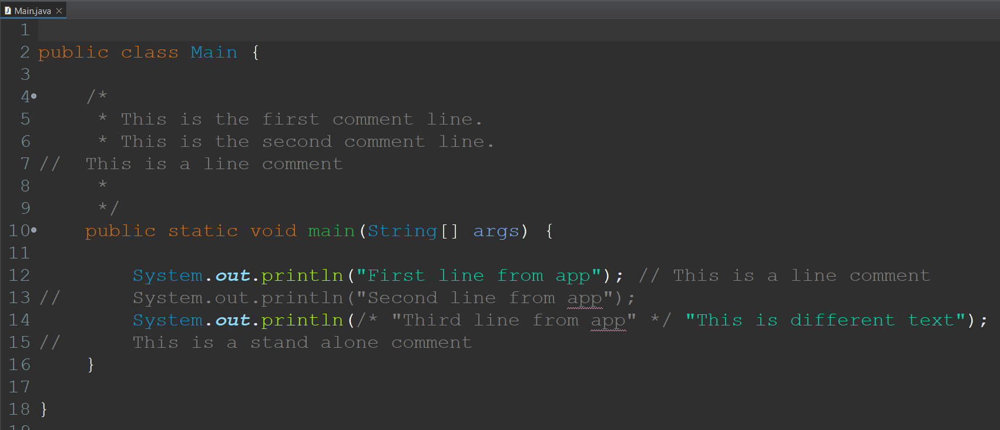 Main.java
1
2 public class Main {
3
4     /*
5      * This is the first comment line.
6      * This is the second comment line.
7 //  This is a line comment
8      *
9      */
10    public static void main(String[] args) {
11
12        System.out.println("First line from app"); // This is a line comment
13 //      System.out.println("Second line from app");
14        System.out.println(/* "Third line from app" */ "This is different text");
15 //      This is a stand alone comment
16    }
17
18 }
19